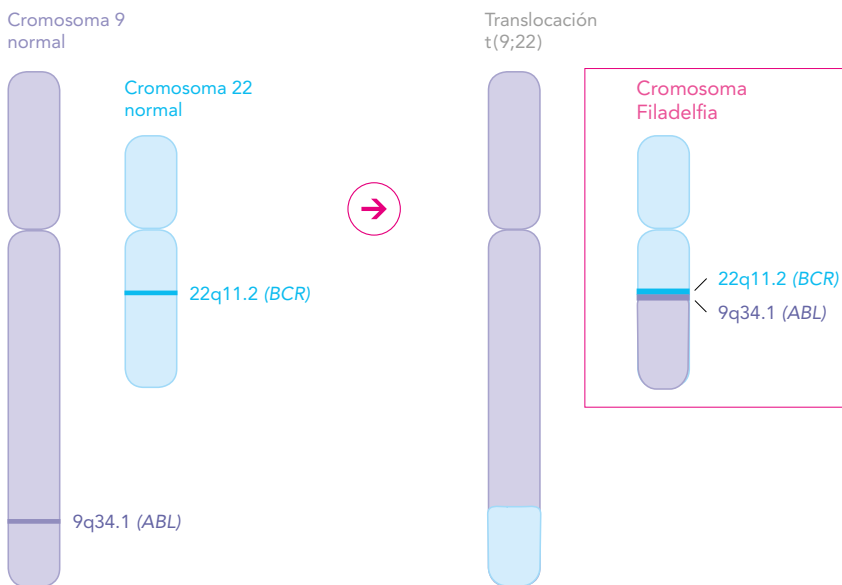 Cromosoma 9
normal
Cromosoma 22
normal
22q11.2 (BCR)
9q34.1 (ABL)
Translocación
t(9;22)
Cromosoma
Filadelfia
22q11.2 (BCR)
9q34.1 (ABL)